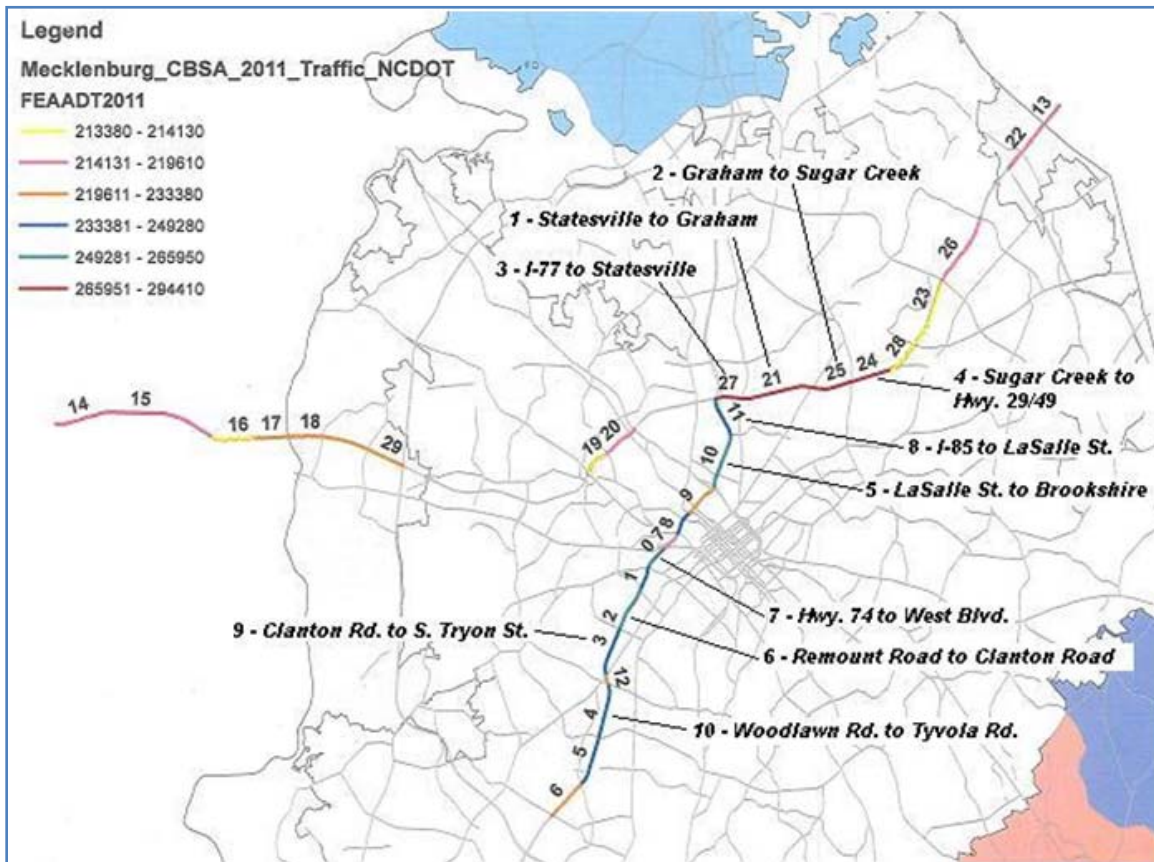 Legend
Mecklenburg_CBSA_2011_Traffic_NCDOT
FEAADT2011
213380 - 214130
214131 - 219610
219611 - 233380
233381 - 249280
249281 - 265950
265951 - 294410
13
22
2 - Graham to Sugar Creek
1 - Statesville to Graham
26
3 - I-77 to Statesville
23
28
27
21
25
24
4 - Sugar Creek to
Hwy. 29/49
14
15
16
17
18
29
19
20
11
8 - I-85 to LaSalle St.
10
5 - LaSalle St. to Brookshire
9
8
7
0
1
7 - Hwy. 74 to West Blvd.
2
9 - Clanton Rd. to S. Tryon St.
3
6 - Remount Road to Clanton Road
12
4
10 - Woodlawn Rd. to Tyvola Rd.
5
6